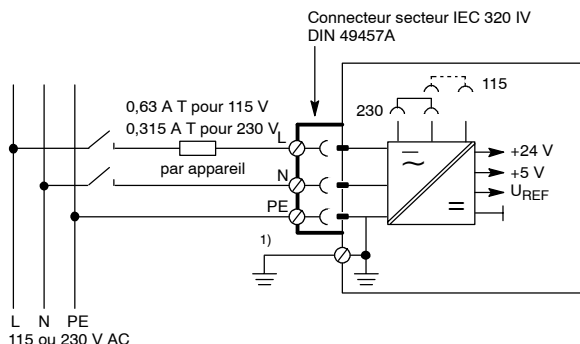 Connecteur secteur IEC 320 IV
DIN 49457A
115
230
0,63 A T pour 115 V
0,315 A T pour 230 V
par appareil
L
N
PE
+24 V
+5 V
UREF
1)
L N PE
115 ou 230 V AC